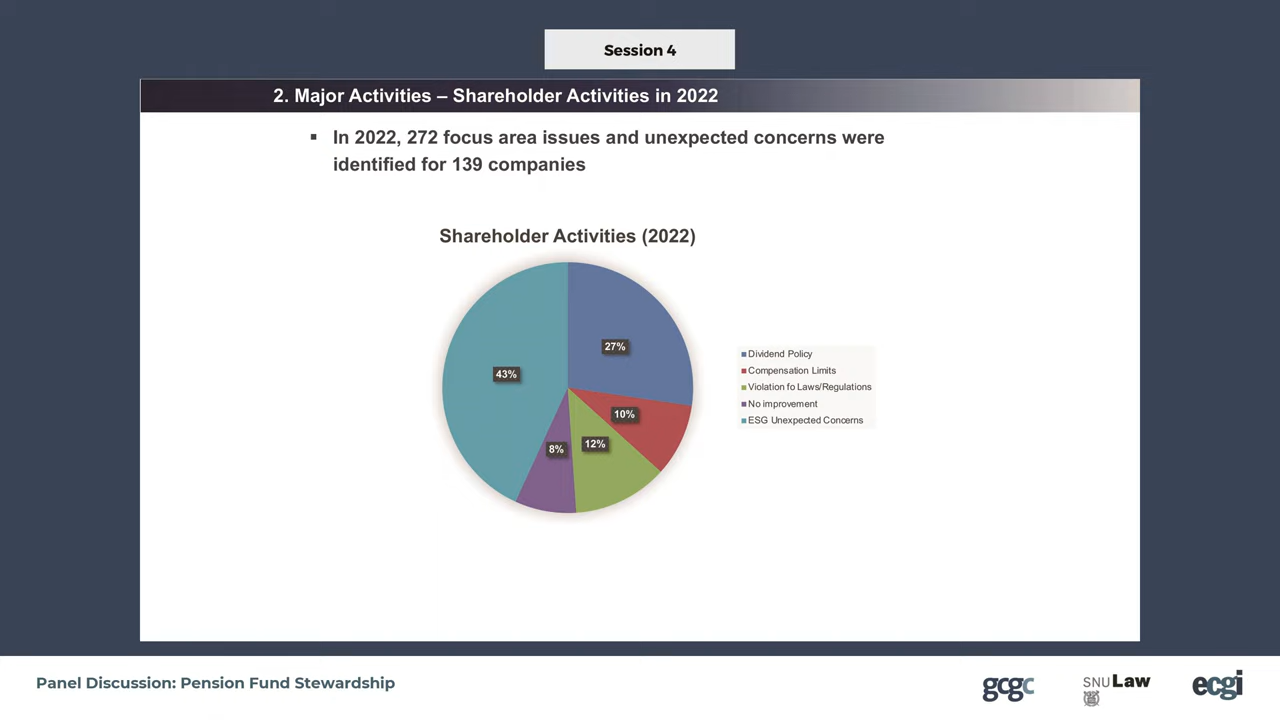 Session 4
2. Major Activities – Shareholder Activities in 2022
▪ In 2022, 272 focus area issues and unexpected concerns were
identified for 139 companies
Shareholder Activities (2022)
27%
43%
10%
12%
8%
Dividend Policy
Compensation Limits
Violation fo Laws/Regulations
No improvement
ESG Unexpected Concerns
Panel Discussion: Pension Fund Stewardship
gcgc
SNU Law
ecgi